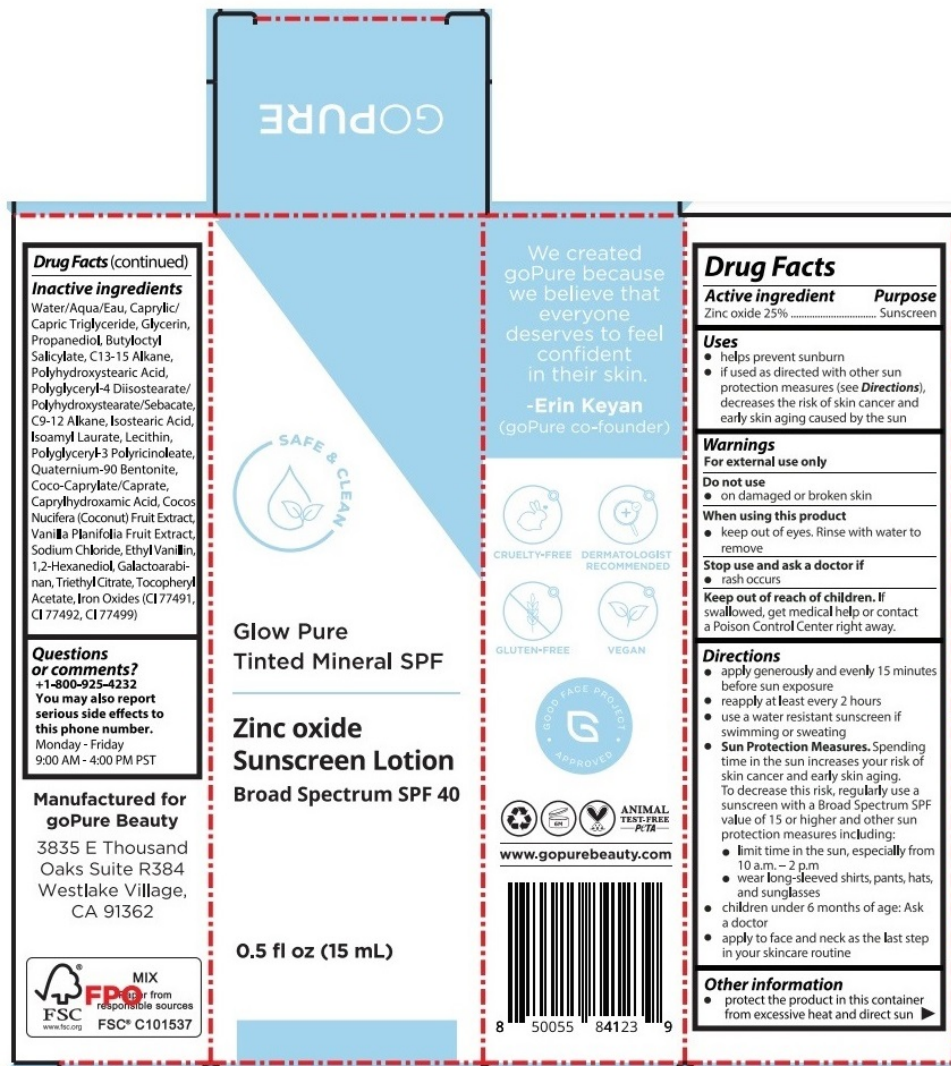 GOPURE
Drug Facts (continued)
Inactive ingredients
Water/Aqua/Eau, Caprylic/
Capric Triglyceride, Glycerin,
Propanediol, Butyloctyl
Salicylate, C13-15 Alkane,
Polyhydroxystearic Acid,
Polyglyceryl-4 Diisostearate/
Polyhydroxystearate/Sebacate,
C9-12 Alkane, Isostearic Acid,
Isoamyl Laurate, Lecithin,
Polyglyceryl-3 Polyricinoleate,
Quaternium-90 Bentonite,
Coco-Caprylate/Caprate,
Caprylhydroxamic Acid, Cocos
Nucifera (Coconut) Fruit Extract,
Vanilla Planifolia Fruit Extract,
Sodium Chloride, Ethyl Vanillin,
1,2-Hexanediol, Galactoarabi-
nan, Triethyl Citrate, Tocopheryl
Acetate, Iron Oxides (CI 77491,
CI 77492, CI 77499)
Questions
or comments?
+1-800-925-4232
You may also report
serious side effects to
this phone number.
Monday - Friday
9:00 AM - 4:00 PM PST
Manufactured for
goPure Beauty
3835 E Thousand
Oaks Suite R384
Westlake Village,
CA 91362
FSC
www.fsc.org
FPO
MIX
Paper from
responsible sources
FSC® C101537
SAFE & CLEAN
Glow Pure
Tinted Mineral SPF
Zinc oxide
Sunscreen Lotion
Broad Spectrum SPF 40
0.5 fl oz (15 mL)
We created
goPure because
we believe that
everyone
deserves to feel
confident
in their skin.
-Erin Keyan
(goPure co-founder)
CRUELTY-FREE
DERMATOLOGIST
RECOMMENDED
GLUTEN-FREE
VEGAN
GOOD FACE PROJECT
APPROVED
6M
ANIMAL
TEST-FREE
PETA
www.gopurebeauty.com
8 50055 84123 9
Drug Facts
Active ingredient Purpose
Zinc oxide 25% ................................ Sunscreen
Uses
● helps prevent sunburn
● if used as directed with other sun
protection measures (see Directions),
decreases the risk of skin cancer and
early skin aging caused by the sun
Warnings
For external use only
Do not use
● on damaged or broken skin
When using this product
● keep out of eyes. Rinse with water to
remove
Stop use and ask a doctor if
● rash occurs
Keep out of reach of children. If
swallowed, get medical help or contact
a Poison Control Center right away.
Directions
● apply generously and evenly 15 minutes
before sun exposure
● reapply at least every 2 hours
● use a water resistant sunscreen if
swimming or sweating
● Sun Protection Measures. Spending
time in the sun increases your risk of
skin cancer and early skin aging.
To decrease this risk, regularly use a
sunscreen with a Broad Spectrum SPF
value of 15 or higher and other sun
protection measures including:
● limit time in the sun, especially from
10 a.m. – 2 p.m
● wear long-sleeved shirts, pants, hats,
and sunglasses
● children under 6 months of age: Ask
a doctor
● apply to face and neck as the last step
in your skincare routine
Other information
● protect the product in this container
from excessive heat and direct sun